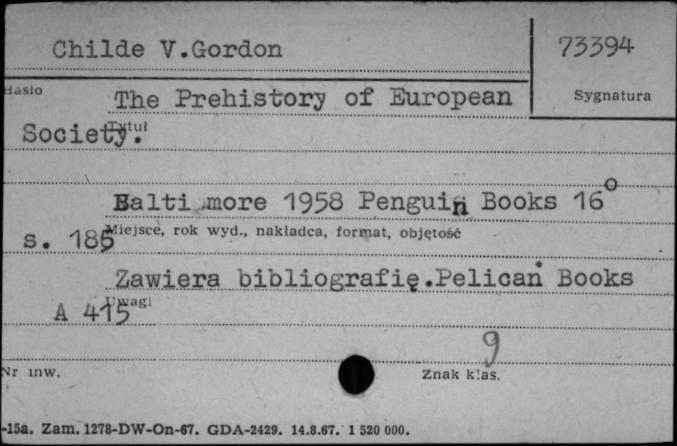 Childe V.Gordon
73394
Hasło
Sygnatura
The Prehistory of European
Tytuł
Society.
Baltimore 1958 Penguin Books 16°
Miejsce, rok wyd., nakładca, format, objętość
s. 185
Zawiera bibliografię.Pelican Books
Uwagi
A 415
9
Nr inw.
Znak klas.
-15a. Zam. 1278-DW-On-67. GDA-2429. 14.8.67. 1 520 000.